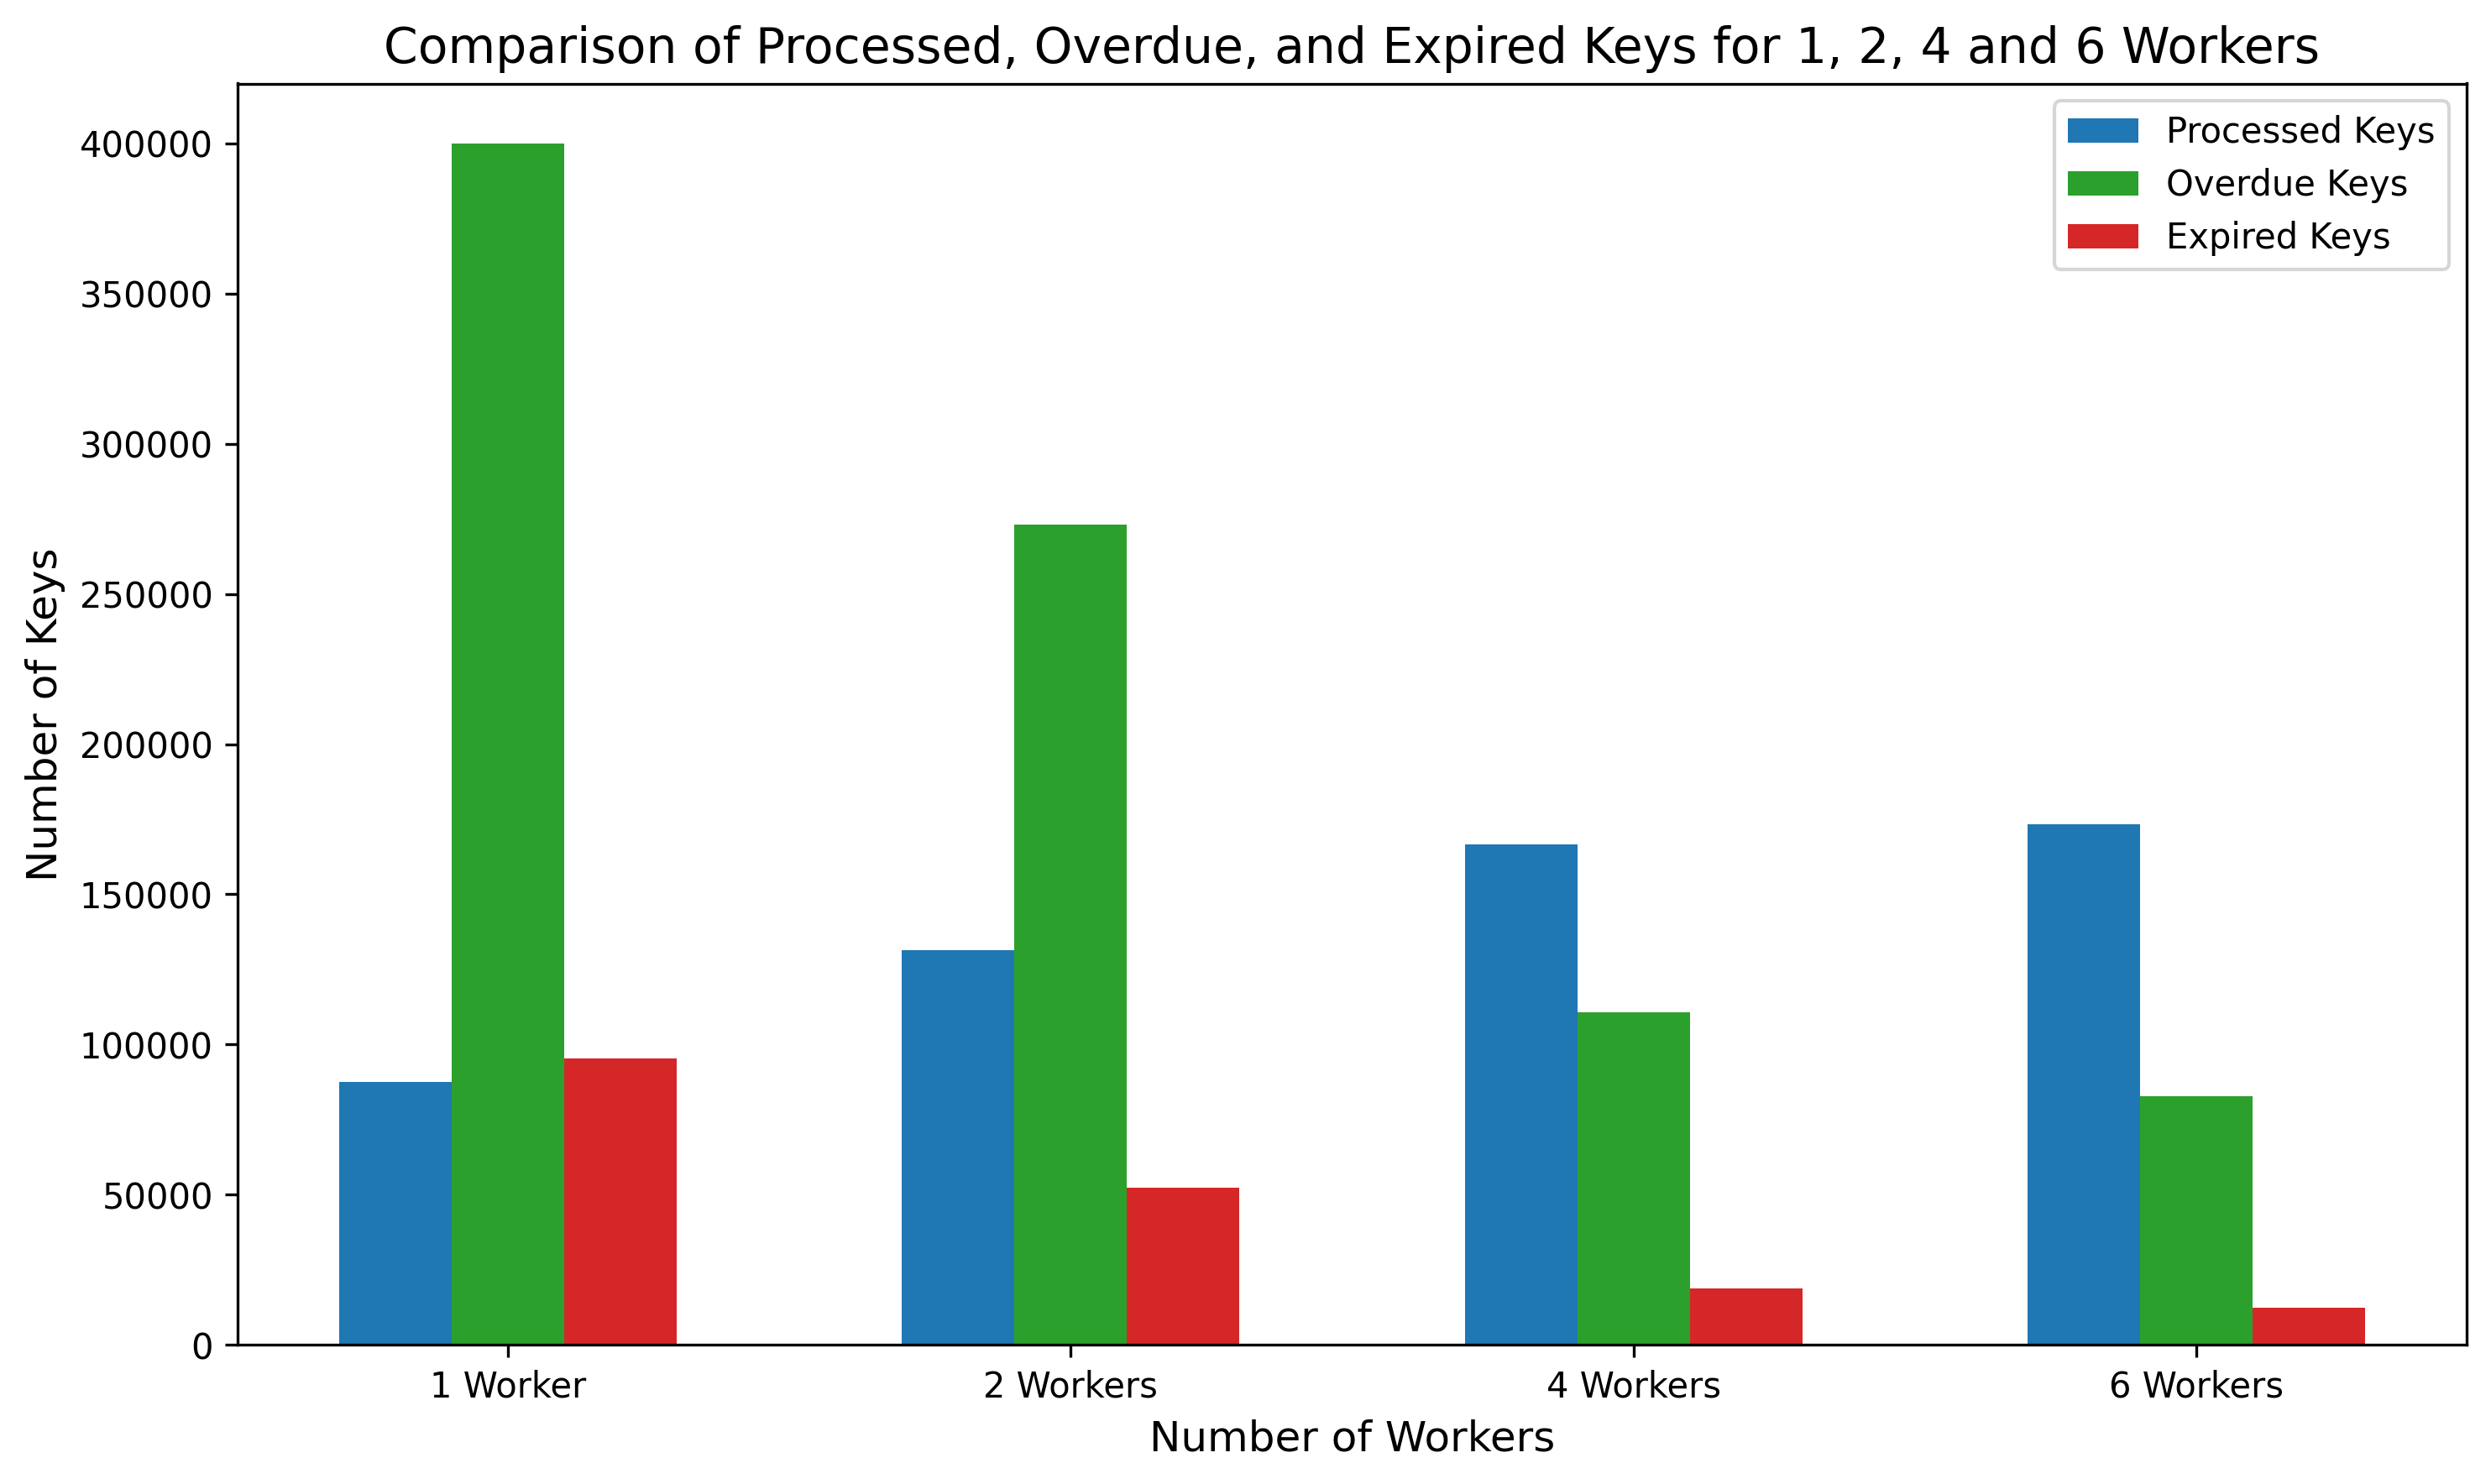 Comparison of Processed, Overdue, and Expired Keys for 1, 2, 4 and 6 Workers
Processed Keys
Overdue Keys
Expired Keys
Number of Keys
400000
350000
300000
250000
200000
150000
100000
50000
0
1 Worker
2 Workers
4 Workers
6 Workers
Number of Workers